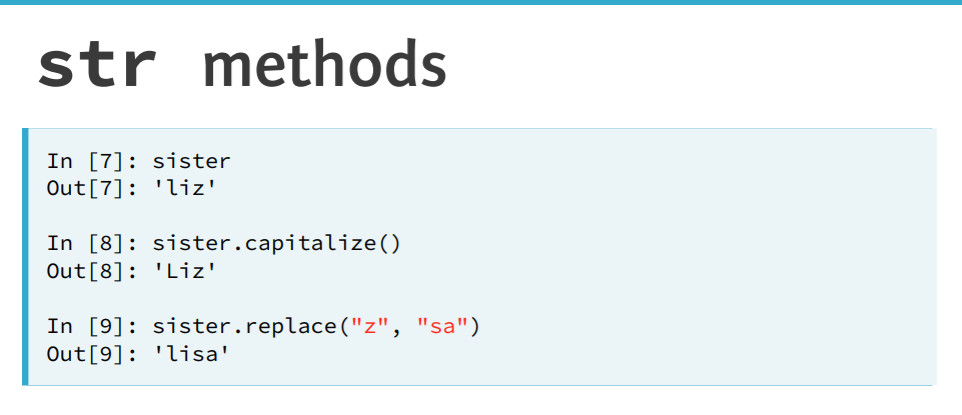 str methods
In [7]: sister
Out[7]: 'liz'
In [8]: sister.capitalize()
Out[8]: 'Liz'
In [9]: sister.replace("z", "sa")
Out[9]: 'lisa'